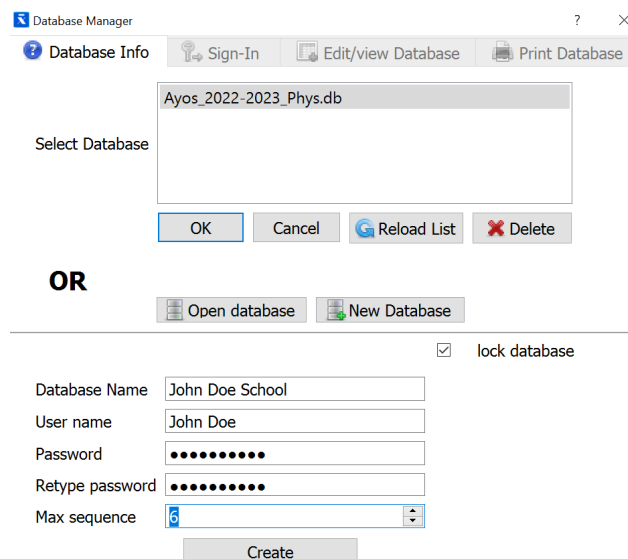 Database Manager
? ×
Database Info Sign-In Edit/view Database Print Database
Ayos_2022-2023_Phys.db
Select Database
OK Cancel Reload List Delete
OR
Open database New Database
lock database
Database Name John Doe School
User name John Doe
Password ●●●●●●●●●●
Retype password ●●●●●●●●●●
Max sequence 6
Create